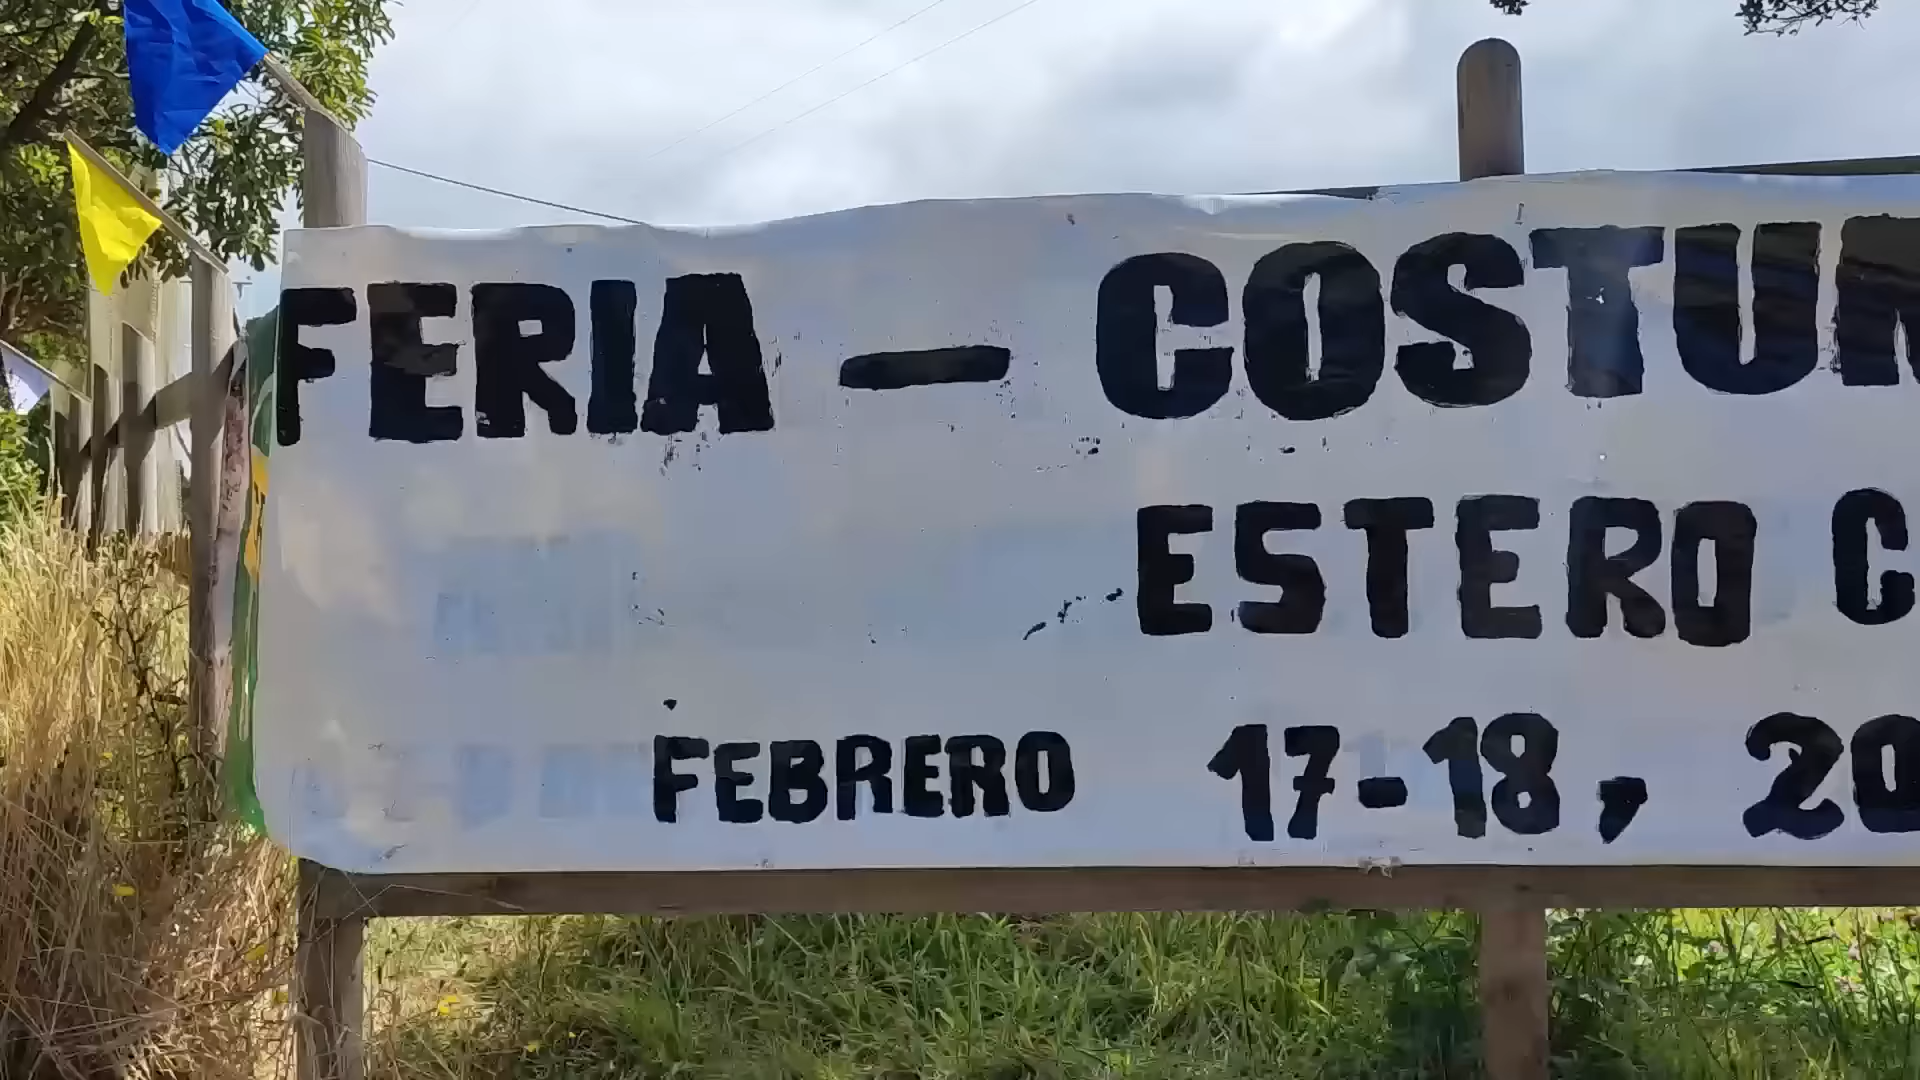 FERIA - COSTUM
ESTERO C
FEBRERO 17-18, 20